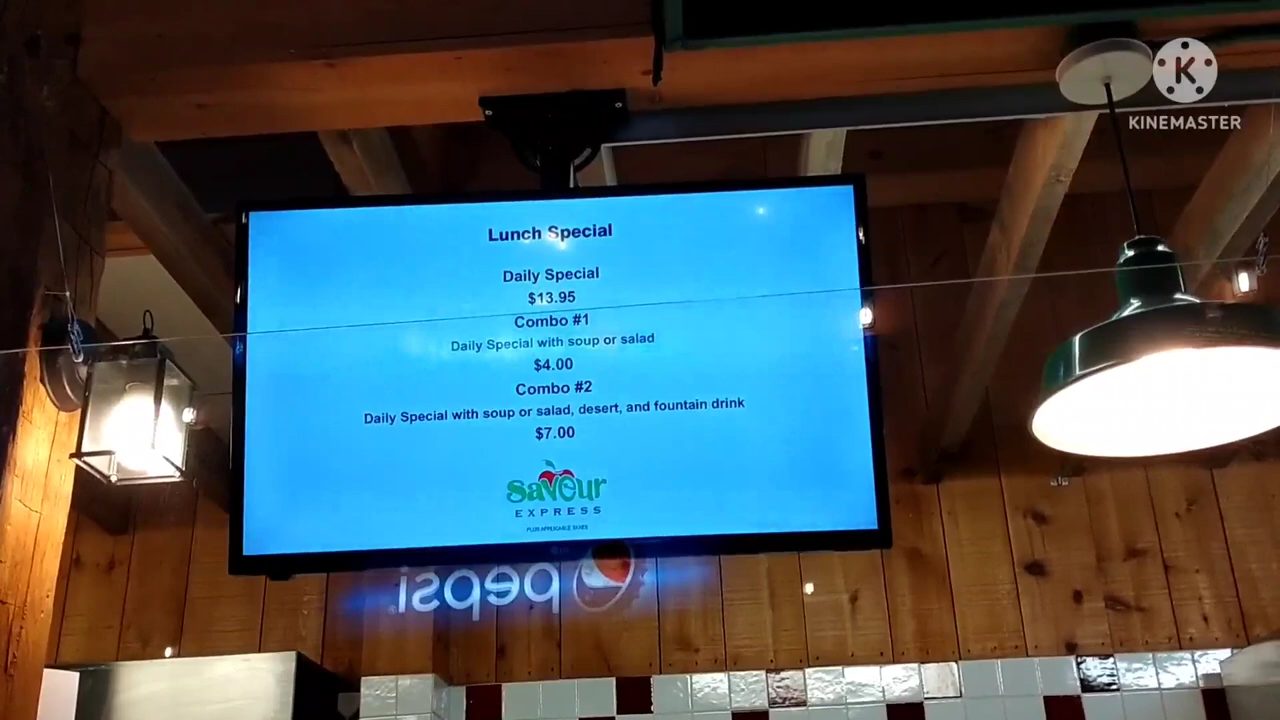 K
KINEMASTER
Lunch Special
Daily Special
$13.95
Combo #1
Daily Special with soup or salad
$4.00
Combo #2
Daily Special with soup or salad, desert, and fountain drink
$7.00
savour
EXPRESS
PLUS APPLICABLE TAXES
LG
pepsi